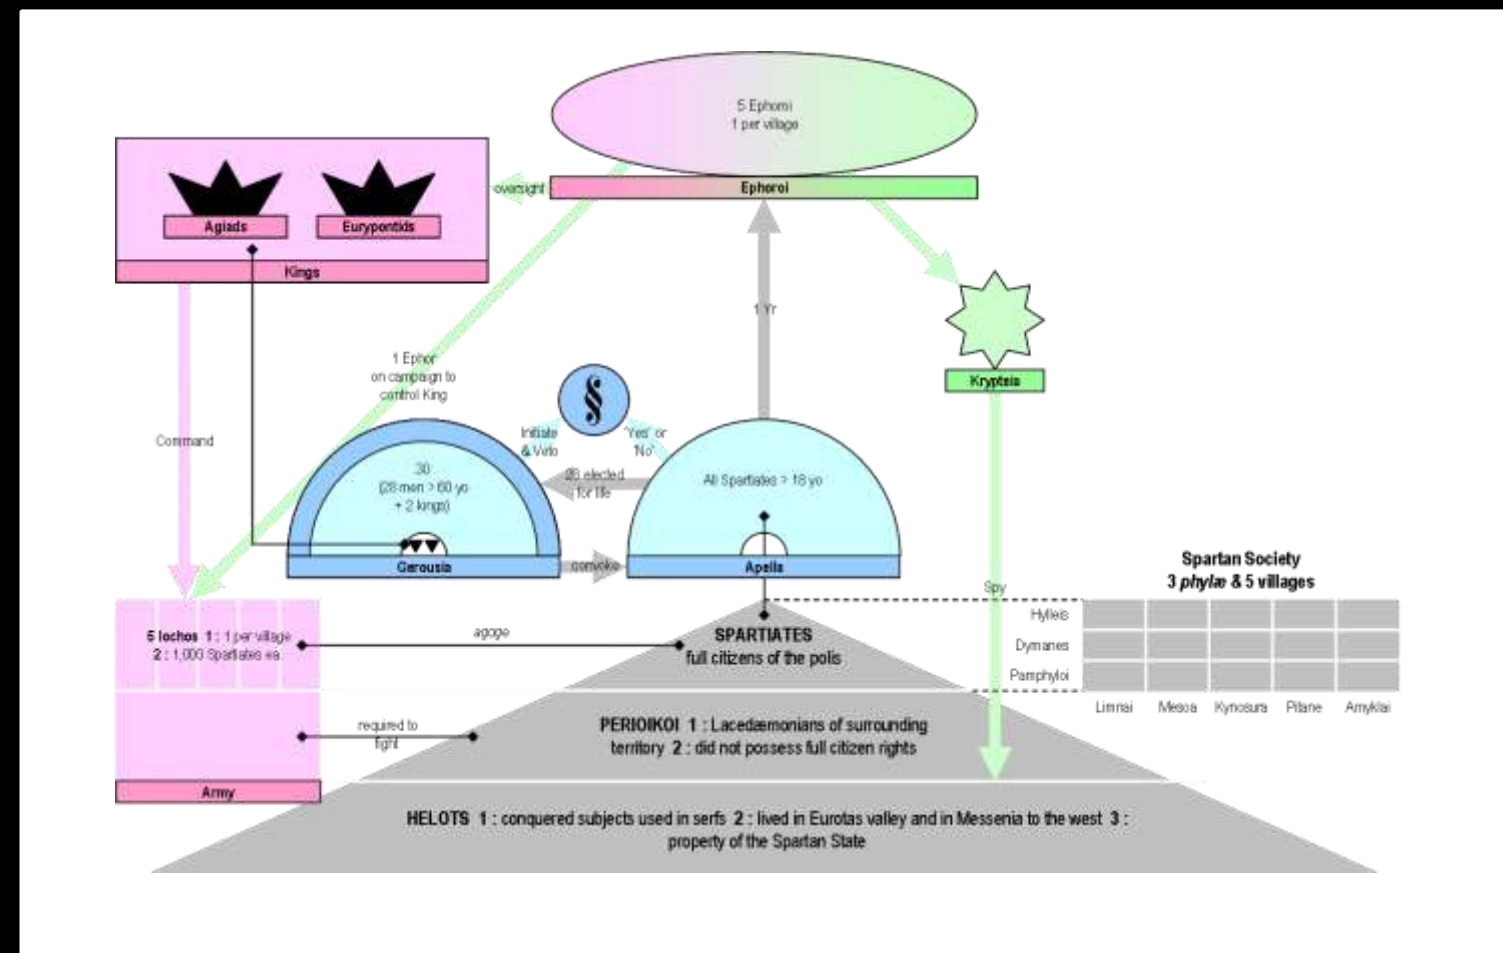 5 Ephoroi
1 per village
Ephoroi
oversight
Agiads
Eurypontids
Kings
1 Yr
Krypteia
1 Ephor
on campaign to
control King
Command
Initiate
& Veto
§
'Yes' or
'No'
30
(28 men > 60 yo
+ 2 kings)
28 elected
for life
All Spartiates > 18 yo
Gerousia
convoke
Apella
Spy
Spartan Society
3 phylæ & 5 villages
Hylleis
Dymanes
Pamphyloi
Limnai
Mesoa
Kynosura
Pitane
Amyklai
5 lochos 1 : 1 per village
2 : 1,000 Spartiates ea.
agoge
SPARTIATES
full citizens of the polis
required to
fight
PERIOIKOI 1 : Lacedæmonians of surrounding
territory 2 : did not possess full citizen rights
Army
HELOTS 1 : conquered subjects used in serfs 2 : lived in Eurotas valley and in Messenia to the west 3 :
property of the Spartan State